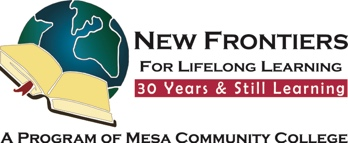 NEW FRONTIERS
FOR LIFELONG LEARNING
30 Years & Still Learning
A PROGRAM OF MESA COMMUNITY COLLEGE